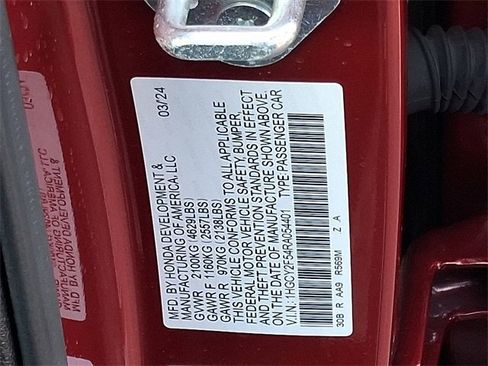 MFD. BY HONDA DEVELOPMENT &
MANUFACTURING OF AMERICA, LLC 03/24
GVWR 2100KG (4629LBS)
GAWR F 1160KG (2557LBS)
GAWR R 970KG (2138LBS)
THIS VEHICLE CONFORMS TO ALL APPLICABLE
FEDERAL MOTOR VEHICLE SAFETY, BUMPER,
AND THEFT PREVENTION STANDARDS IN EFFECT
ON THE DATE OF MANUFACTURE SHOWN ABOVE.
V.I.N.: 1HGCY2F54RA054401 TYPE: PASSENGER CAR
30B R AA9 R569M Z A